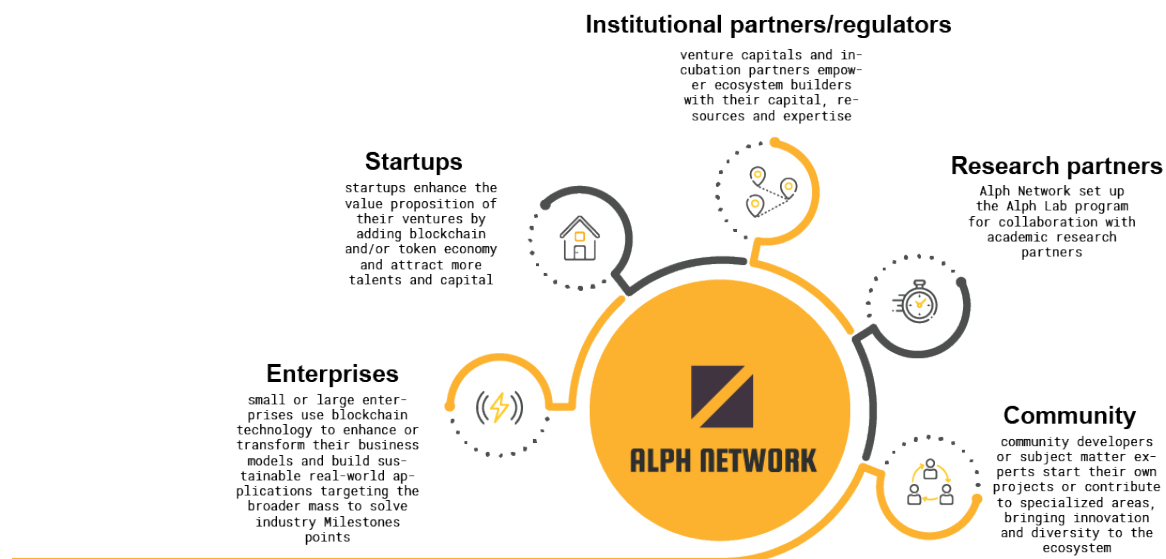 Institutional partners/regulators
venture capitals and in-
cubation partners empow-
er ecosystem builders
with their capital, re-
sources and expertise
Startups
startups enhance the
value proposition of
their ventures by
adding blockchain
and/or token economy
and attract more
talents and capital
Research partners
Alph Network set up
the Alph Lab program
for collaboration with
academic research
partners
Enterprises
small or large enter-
prises use blockchain
technology to enhance or
transform their business
models and build sus-
tainable real-world ap-
plications targeting the
broader mass to solve
industry Milestones
points
ALPH NETWORK
Community
community developers
or subject matter ex-
perts start their own
projects or contribute
to specialized areas,
bringing innovation
and diversity to the
ecosystem